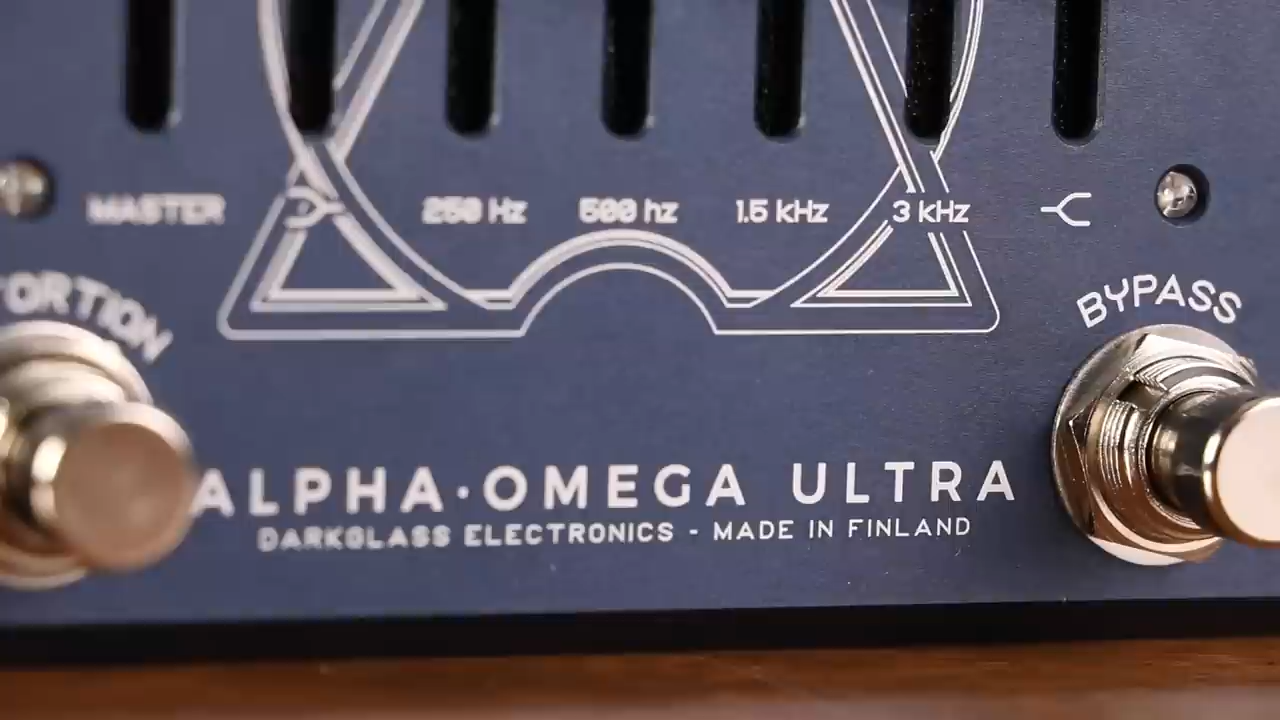 MASTER 250 Hz 500 hz 1.5 kHz 3 kHz
TORTION
BYPASS
ALPHA·OMEGA ULTRA
DARKGLASS ELECTRONICS - MADE IN FINLAND